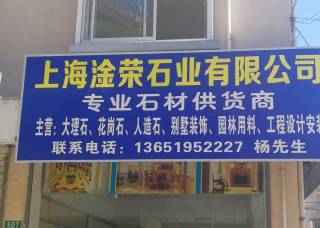 上海淦荣石业有限公司
专业石材供货商
主营：大理石、花岗石、人造石、别墅装饰、园林用料、工程设计安装
联系电话：13651952227 杨先生
527